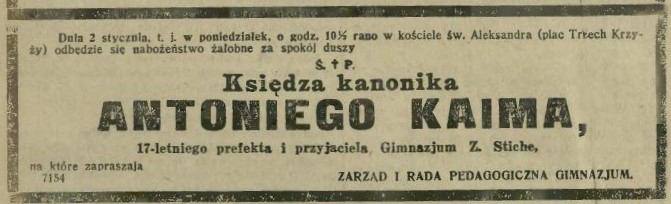 Dnia 2 stycznia, t. j. w poniedziałek, o godz. 10½ rano w kościele św. Aleksandra (plac Trzech Krzy-
ży) odbędzie się nabożeństwo żałobne za spokój duszy
Ś. † P.
Księdza kanonika
ANTONIEGO KAIMA,
17-letniego prefekta i przyjaciela Gimnazjum Z. Stiche,
na które zapraszają
7154
ZARZĄD I RADA PEDAGOGICZNA GIMNAZJUM.